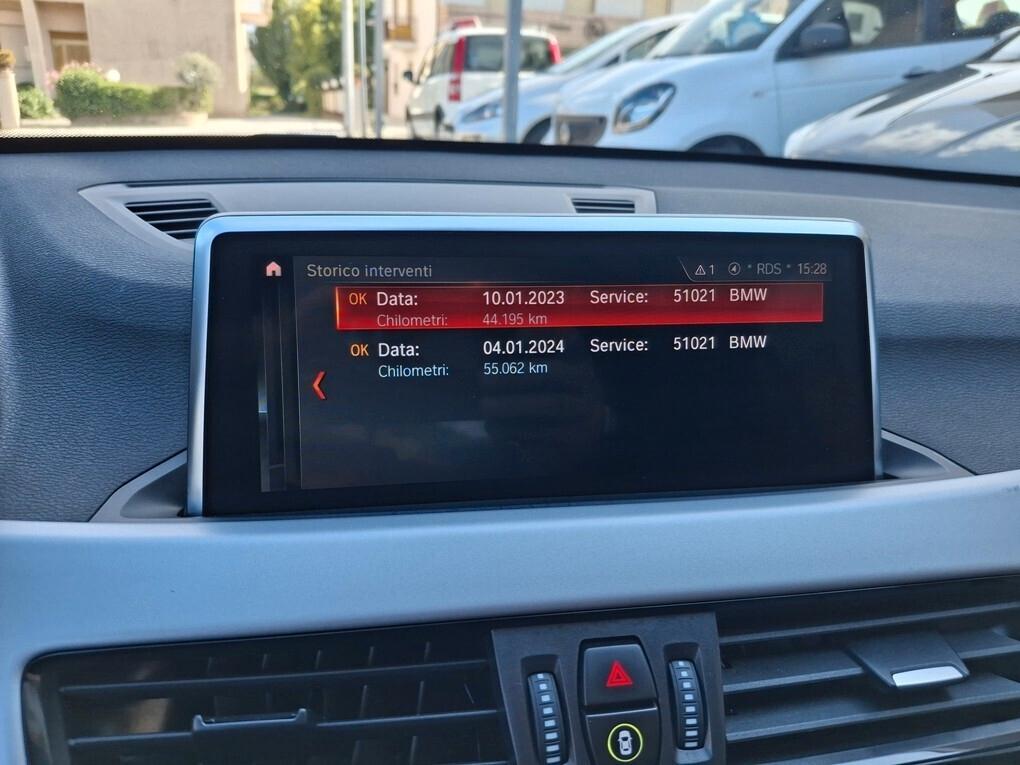 Storico interventi 1 * RDS * 15:28
OK Data: 10.01.2023 Service: 51021 BMW
Chilometri: 44.195 km
OK Data: 04.01.2024 Service: 51021 BMW
Chilometri: 55.062 km